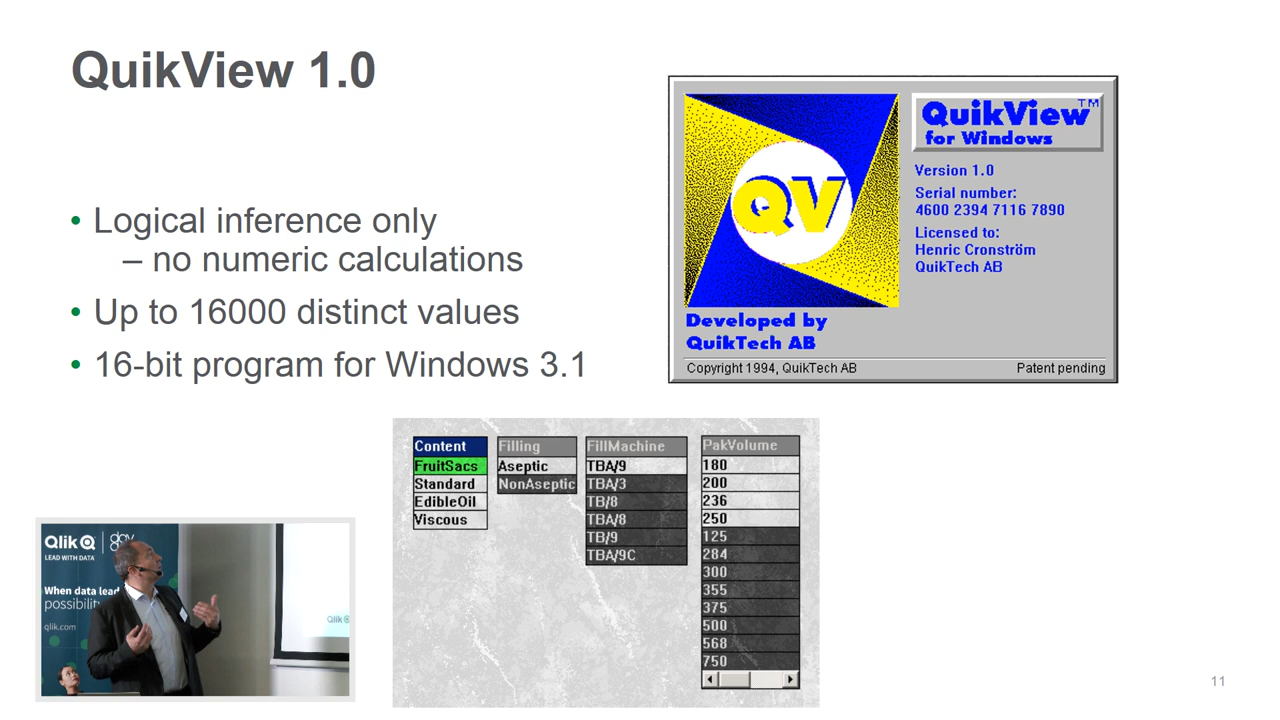 QuikView 1.0
• Logical inference only
– no numeric calculations
• Up to 16000 distinct values
• 16-bit program for Windows 3.1
QuikView™
for Windows
Version 1.0
Serial number:
4600 2394 7116 7890
Licensed to:
Henric Cronström
QuikTech AB
QV
Developed by
QuikTech AB
Copyright 1994, QuikTech AB
Patent pending
Content
FruitSacs
Standard
EdibleOil
Viscous
Filling
Aseptic
NonAseptic
FillMachine
TBA/9
TBA/3
TB/8
TBA/8
TB/9
TBA/9C
PakVolume
180
200
236
250
125
284
300
355
375
500
568
750
Qlik
LEAD WITH DATA
When data lead
possibilit
qlik.com
Qlik
11